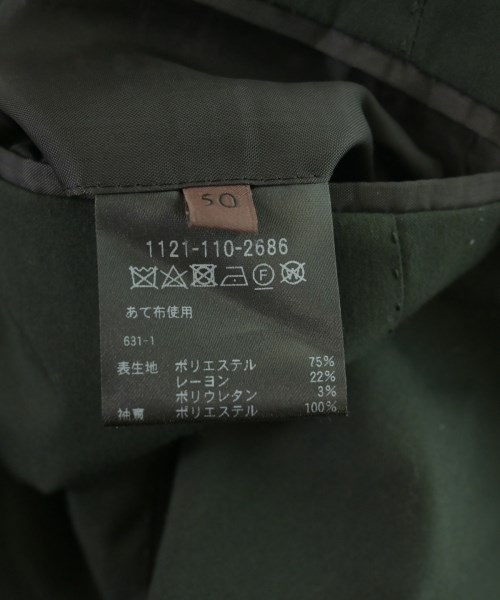 50
1121-110-2686
F W
あて布使用
631-1
表生地 ポリエステル 75%
レーヨン 22%
ポリウレタン 3%
袖裏 ポリエステル 100%